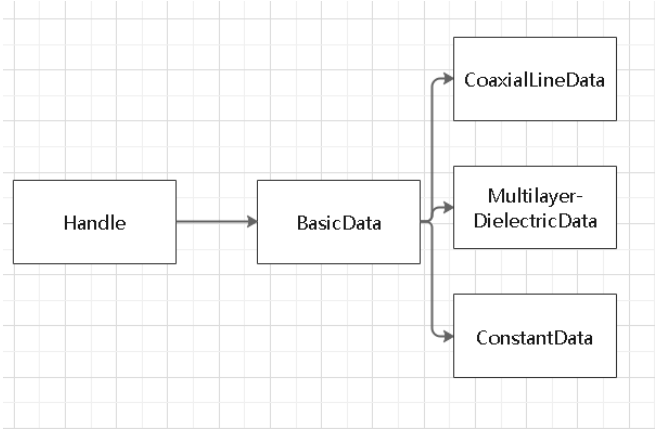 Handle
BasicData
CoaxialLineData
Multilayer-
DielectricData
ConstantData